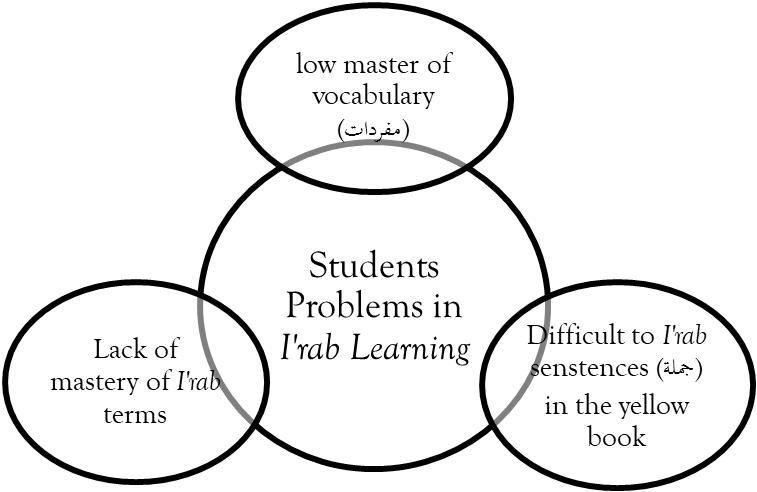 low master of
vocabulary
(مفردات)
Students
Problems in
I'rab Learning
Lack of
mastery of I'rab
terms
Difficult to I'rab
senstences (جملة)
in the yellow
book